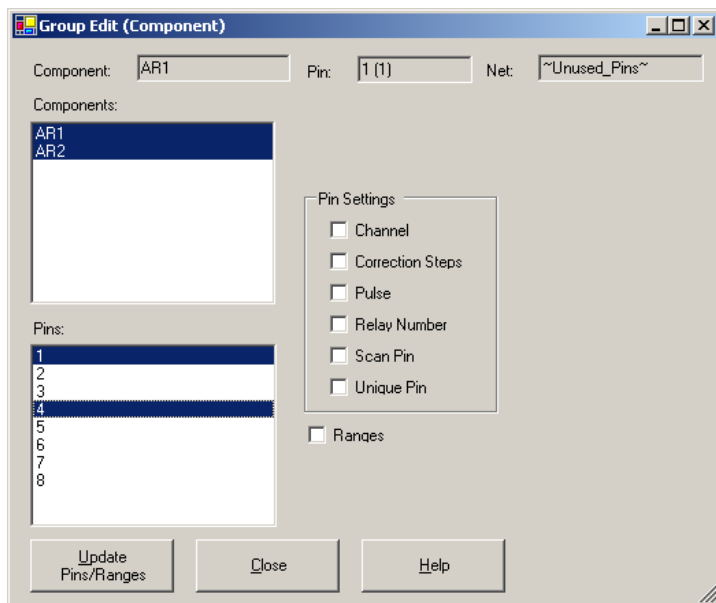 Group Edit (Component)
Component: AR1 Pin: 1 (1) Net: ~Unused_Pins~
Components:
AR1
AR2
Pin Settings
Channel
Correction Steps
Pulse
Relay Number
Scan Pin
Unique Pin
Pins:
1
2
3
4
5
6
7
8
Ranges
Update
Pins/Ranges
Close
Help